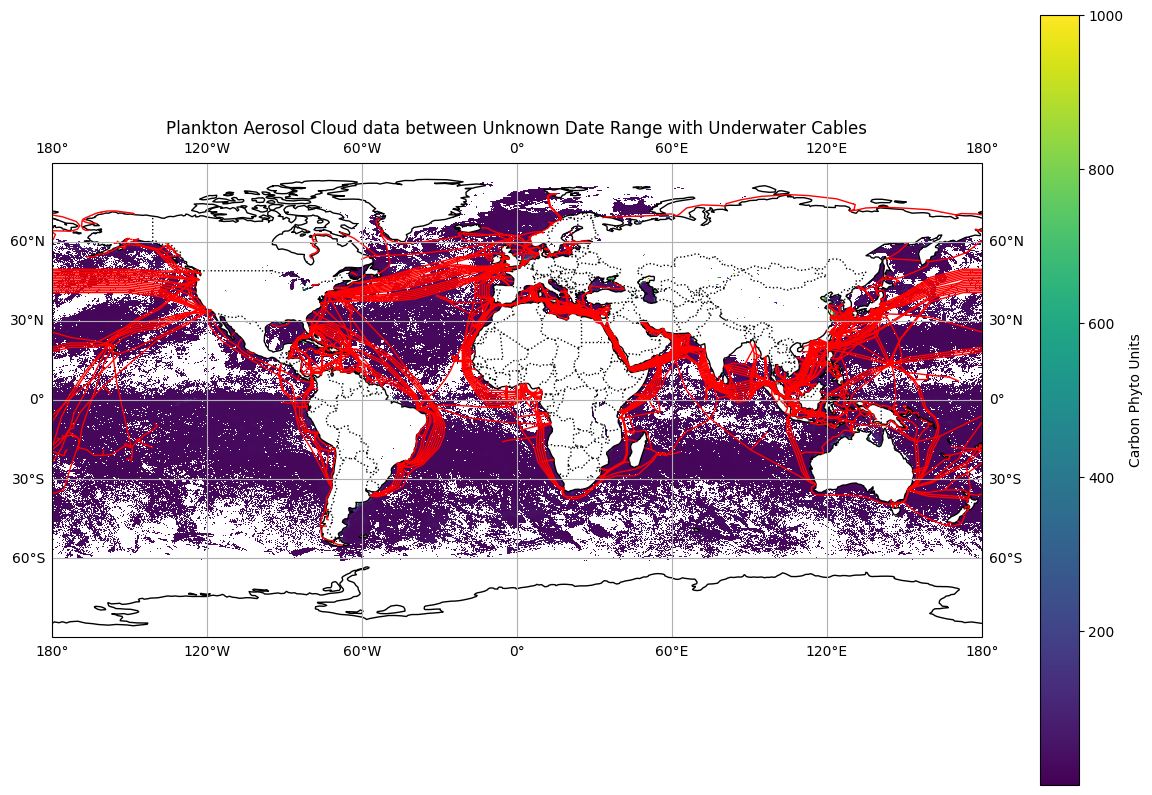 Plankton Aerosol Cloud data between Unknown Date Range with Underwater Cables
180° 120°W 60°W 0° 60°E 120°E 180°
60°N 60°N
30°N 30°N
0° 0°
30°S 30°S
60°S 60°S
180° 120°W 60°W 0° 60°E 120°E 180°
1000
800
600
400
200
Carbon Phyto Units